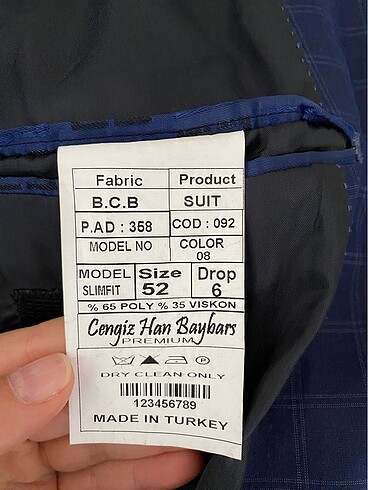 Fabric Product
B.C.B SUIT
P.AD : 358 COD : 092
MODEL NO COLOR 08
MODEL SLIMFIT Size 52 Drop 6
% 65 POLY % 35 VISKON
Cengiz Han Baybars
PREMIUM
P
DRY CLEAN ONLY
123456789
MADE IN TURKEY